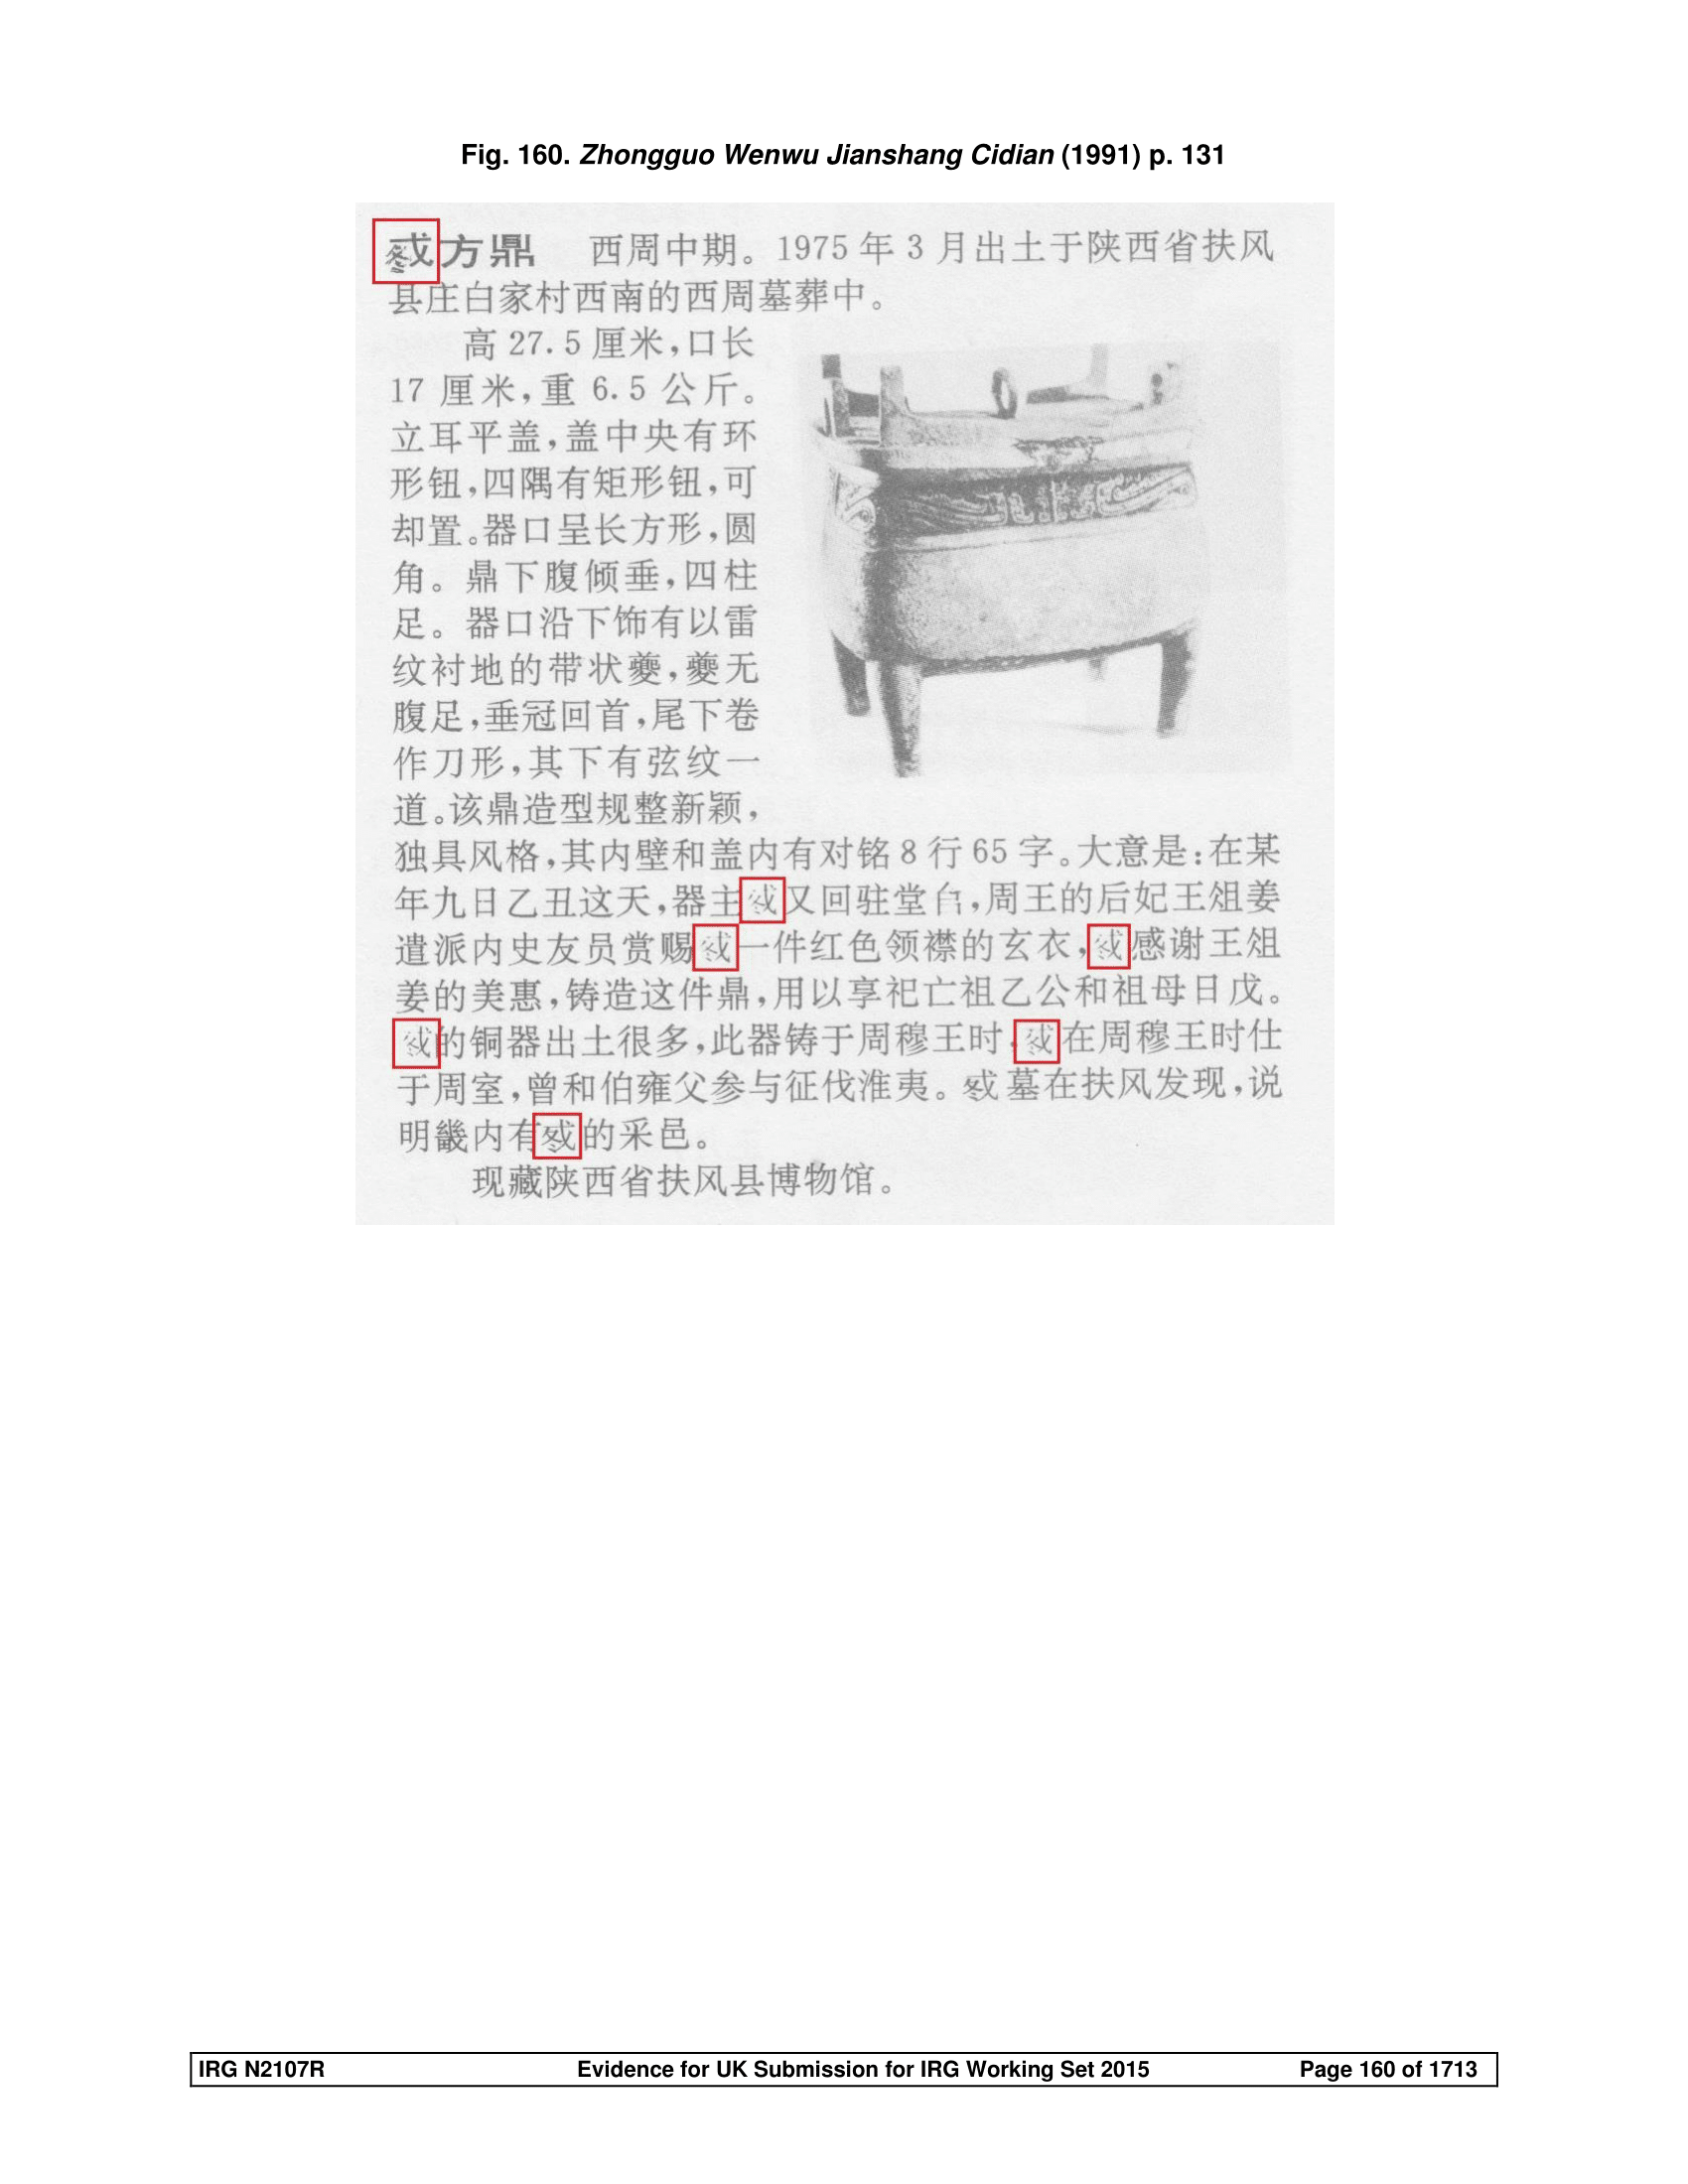 Fig. 160. Zhongguo Wenwu Jianshang Cidian (1991) p. 131
方鼎 西周中期。1975年3月出土于陕西省扶风
县庄白家村西南的西周墓葬中。
高27.5厘米,口长
17厘米,重6.5公斤。
立耳平盖,盖中央有环
形钮,四隅有矩形钮,可
却置。器口呈长方形,圆
角。鼎下腹倾垂,四柱
足。器口沿下饰有以雷
纹衬地的带状夔,夔无
腹足,垂冠回首,尾下卷
作刀形,其下有弦纹一
道。该鼎造型规整新颖,
独具风格,其内壁和盖内有对铭8行65字。大意是:在某
年九日乙丑这天,器主又回驻堂,周王的后妃王俎姜
遣派内史友员赏赐一件红色领襟的玄衣,感谢王俎
姜的美惠,铸造这件鼎,用以享祀亡祖乙公和祖母日戊。
的铜器出土很多,此器铸于周穆王时,在周穆王时仕
于周室,曾和伯雍父参与征伐淮夷。墓在扶风发现,说
明畿内有的采邑。
现藏陕西省扶风县博物馆。
IRG N2107R Evidence for UK Submission for IRG Working Set 2015 Page 160 of 1713